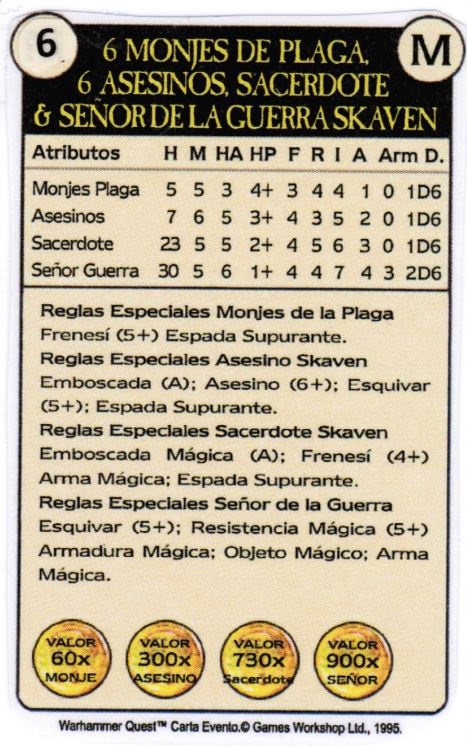 6
M
6 MONJES DE PLAGA,
6 ASESINOS, SACERDOTE
& SEÑOR DE LA GUERRA SKAVEN
Atributos H M HA HP F R I A Arm D.
Monjes Plaga 5 5 3 4+ 3 4 4 1 0 1D6
Asesinos 7 6 5 3+ 4 3 5 2 0 1D6
Sacerdote 23 5 5 2+ 4 5 6 3 0 1D6
Señor Guerra 30 5 6 1+ 4 4 7 4 3 2D6
Reglas Especiales Monjes de la Plaga
Frenesí (5+) Espada Supurante.
Reglas Especiales Asesino Skaven
Emboscada (A); Asesino (6+); Esquivar
(5+); Espada Supurante.
Reglas Especiales Sacerdote Skaven
Emboscada Mágica (A); Frenesí (4+)
Arma Mágica; Espada Supurante.
Reglas Especiales Señor de la Guerra
Esquivar (5+); Resistencia Mágica (5+)
Armadura Mágica; Objeto Mágico; Arma
Mágica.
VALOR
60x
MONJE
VALOR
300x
ASESINO
VALOR
730x
Sacerdote
VALOR
900x
SEÑOR
Warhammer Quest™ Carta Evento.© Games Workshop Ltd., 1995.